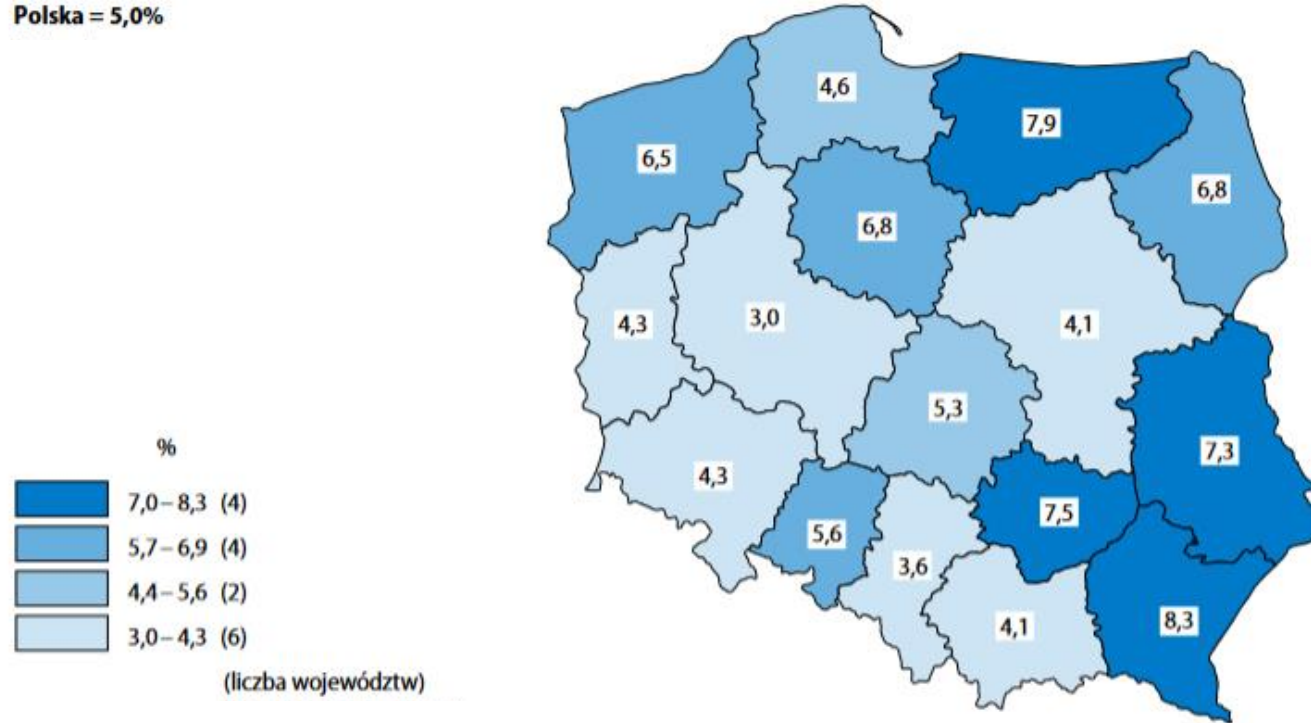 Polska = 5,0%
4,6
7,9
6,5
6,8
6,8
4,3
3,0
4,1
5,3
7,3
4,3
7,5
5,6
3,6
4,1
8,3
%
7,0 – 8,3 (4)
5,7 – 6,9 (4)
4,4 – 5,6 (2)
3,0 – 4,3 (6)
(liczba województw)